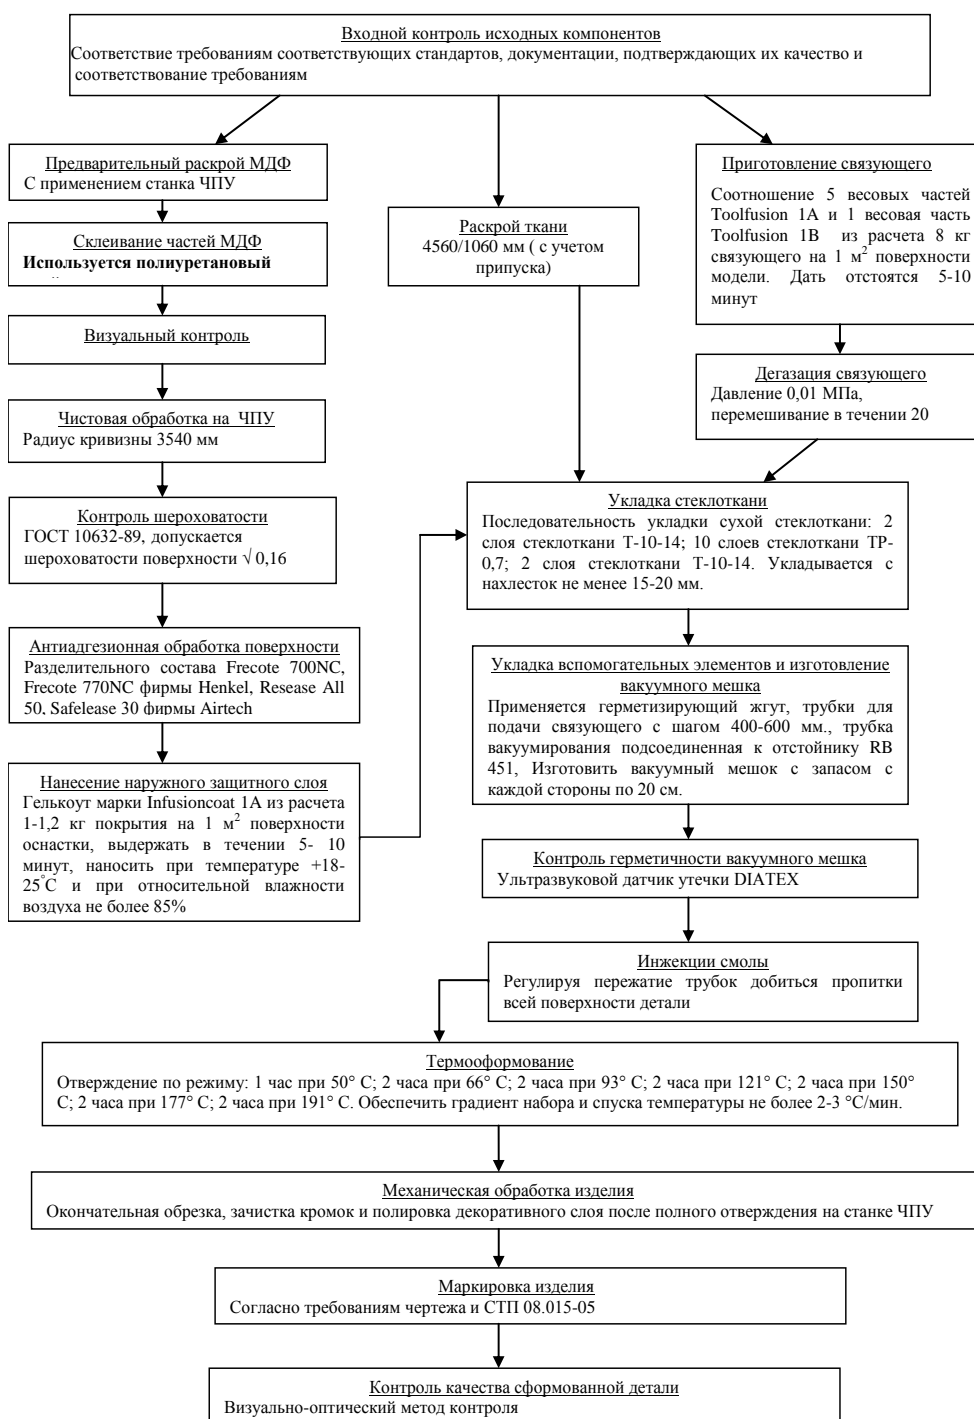 Входной контроль исходных компонентов
Соответствие требованиям соответствующих стандартов, документации, подтверждающих их качество и
соответствование требованиям
Предварительный раскрой МДФ
С применением станка ЧПУ
Склеивание частей МДФ
Используется полиуретановый
Визуальный контроль
Чистовая обработка на ЧПУ
Радиус кривизны 3540 мм
Контроль шероховатости
ГОСТ 10632-89, допускается
шероховатости поверхности √ 0,16
Антиадгезионная обработка поверхности
Разделительного состава Frecote 700NC,
Frecote 770NC фирмы Henkel, Resease All
50, Safelease 30 фирмы Airtech
Нанесение наружного защитного слоя
Гелькоут марки Infusioncoat 1A из расчета
1-1,2 кг покрытия на 1 м² поверхности
оснастки, выдержать в течении 5- 10
минут, наносить при температуре +18-
25°С и при относительной влажности
воздуха не более 85%
Раскрой ткани
4560/1060 мм ( с учетом
припуска)
Приготовление связующего
Соотношение 5 весовых частей
Toolfusion 1A и 1 весовая часть
Toolfusion 1B из расчета 8 кг
связующего на 1 м² поверхности
модели. Дать отстоятся 5-10
минут
Дегазация связующего
Давление 0,01 МПа,
перемешивание в течении 20
Укладка стеклоткани
Последовательность укладки сухой стеклоткани: 2
слоя стеклоткани Т-10-14; 10 слоев стеклоткани ТР-
0,7; 2 слоя стеклоткани Т-10-14. Укладывается с
нахлесток не менее 15-20 мм.
Укладка вспомогательных элементов и изготовление
вакуумного мешка
Применяется герметизирующий жгут, трубки для
подачи связующего с шагом 400-600 мм., трубка
вакуумирования подсоединенная к отстойнику RB
451, Изготовить вакуумный мешок с запасом с
каждой стороны по 20 см.
Контроль герметичности вакуумного мешка
Ультразвуковой датчик утечки DIATEX
Инжекции смолы
Регулируя пережатие трубок добиться пропитки
всей поверхности детали
Термооформование
Отверждение по режиму: 1 час при 50° С; 2 часа при 66° С; 2 часа при 93° С; 2 часа при 121° С; 2 часа при 150°
С; 2 часа при 177° С; 2 часа при 191° С. Обеспечить градиент набора и спуска температуры не более 2-3 °С/мин.
Механическая обработка изделия
Окончательная обрезка, зачистка кромок и полировка декоративного слоя после полного отверждения на станке ЧПУ
Маркировка изделия
Согласно требованиям чертежа и СТП 08.015-05
Контроль качества сформованной детали
Визуально-оптический метод контроля